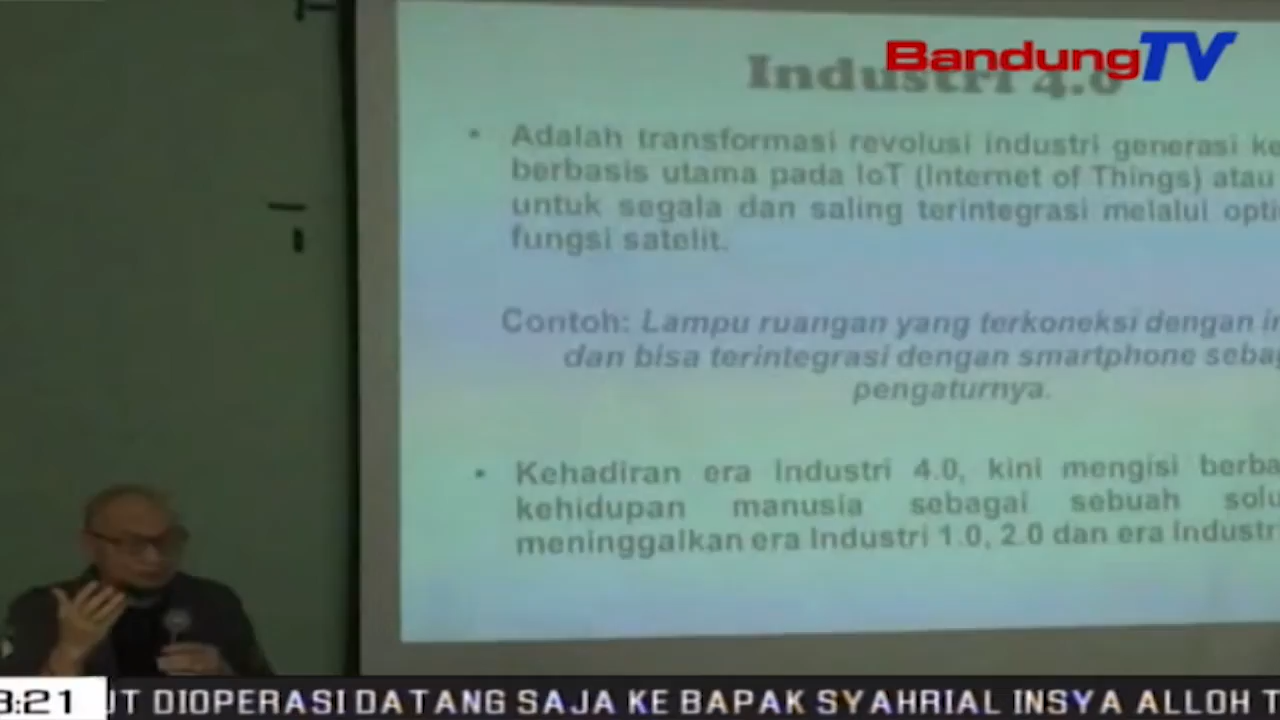 BandungTV
Industri 4.0
• Adalah transformasi revolusi industri generasi ke
berbasis utama pada IoT (Internet of Things) atau
untuk segala dan saling terintegrasi melalui opti
fungsi satelit.
Contoh: Lampu ruangan yang terkoneksi dengan in
dan bisa terintegrasi dengan smartphone sebag
pengaturnya.
• Kehadiran era Industri 4.0, kini mengisi berba
kehidupan manusia sebagai sebuah solu
meninggalkan era Industri 1.0, 2.0 dan era Industr
3:21 UT DIOPERASI DATANG SAJA KE BAPAK SYAHRIAL INSYA ALLOH T